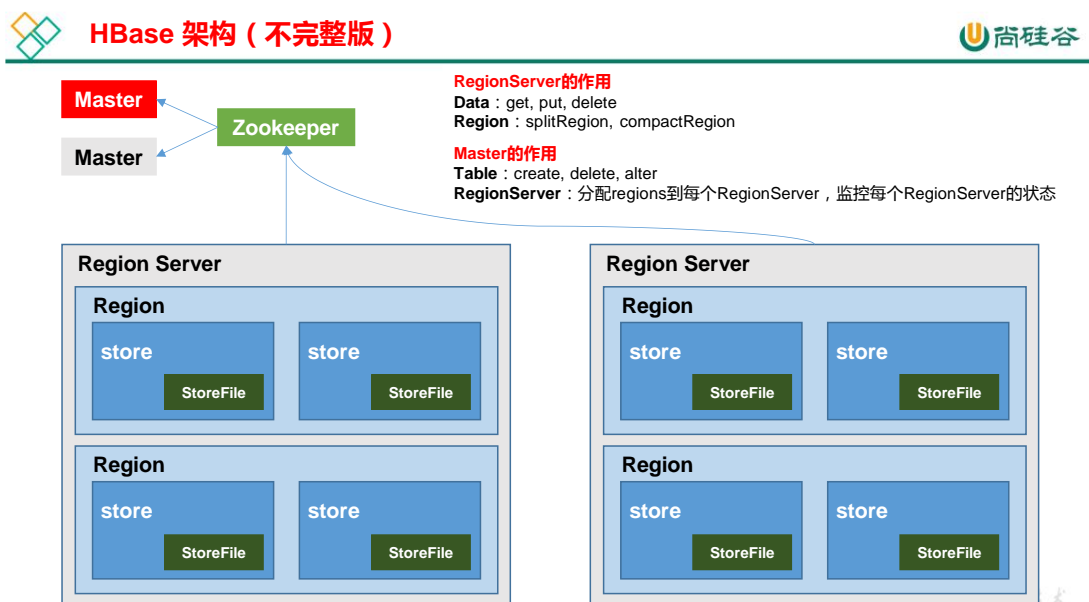 HBase 架构（不完整版）
尚硅谷
Master
Master
Zookeeper
RegionServer的作用
Data：get, put, delete
Region：splitRegion, compactRegion
Master的作用
Table：create, delete, alter
RegionServer：分配regions到每个RegionServer，监控每个RegionServer的状态
Region Server
Region
store
StoreFile
store
StoreFile
Region
store
StoreFile
store
StoreFile
Region Server
Region
store
StoreFile
store
StoreFile
Region
store
StoreFile
store
StoreFile